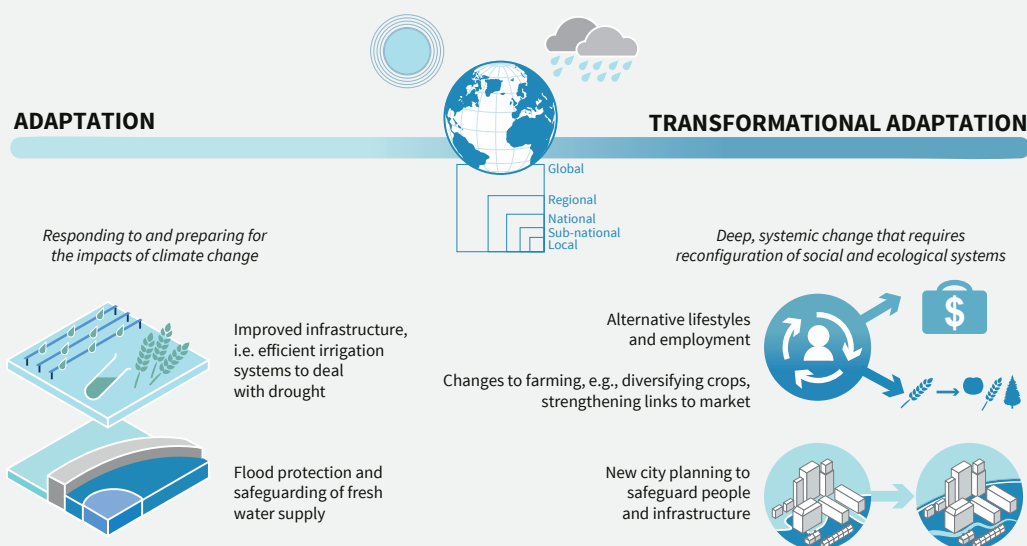 ADAPTATION
TRANSFORMATIONAL ADAPTATION
Global
Regional
National
Sub-national
Local
Responding to and preparing for
the impacts of climate change
Deep, systemic change that requires
reconfiguration of social and ecological systems
Improved infrastructure,
i.e. efficient irrigation
systems to deal
with drought
Flood protection and
safeguarding of fresh
water supply
Alternative lifestyles
and employment
$
Changes to farming, e.g., diversifying crops,
strengthening links to market
New city planning to
safeguard people
and infrastructure